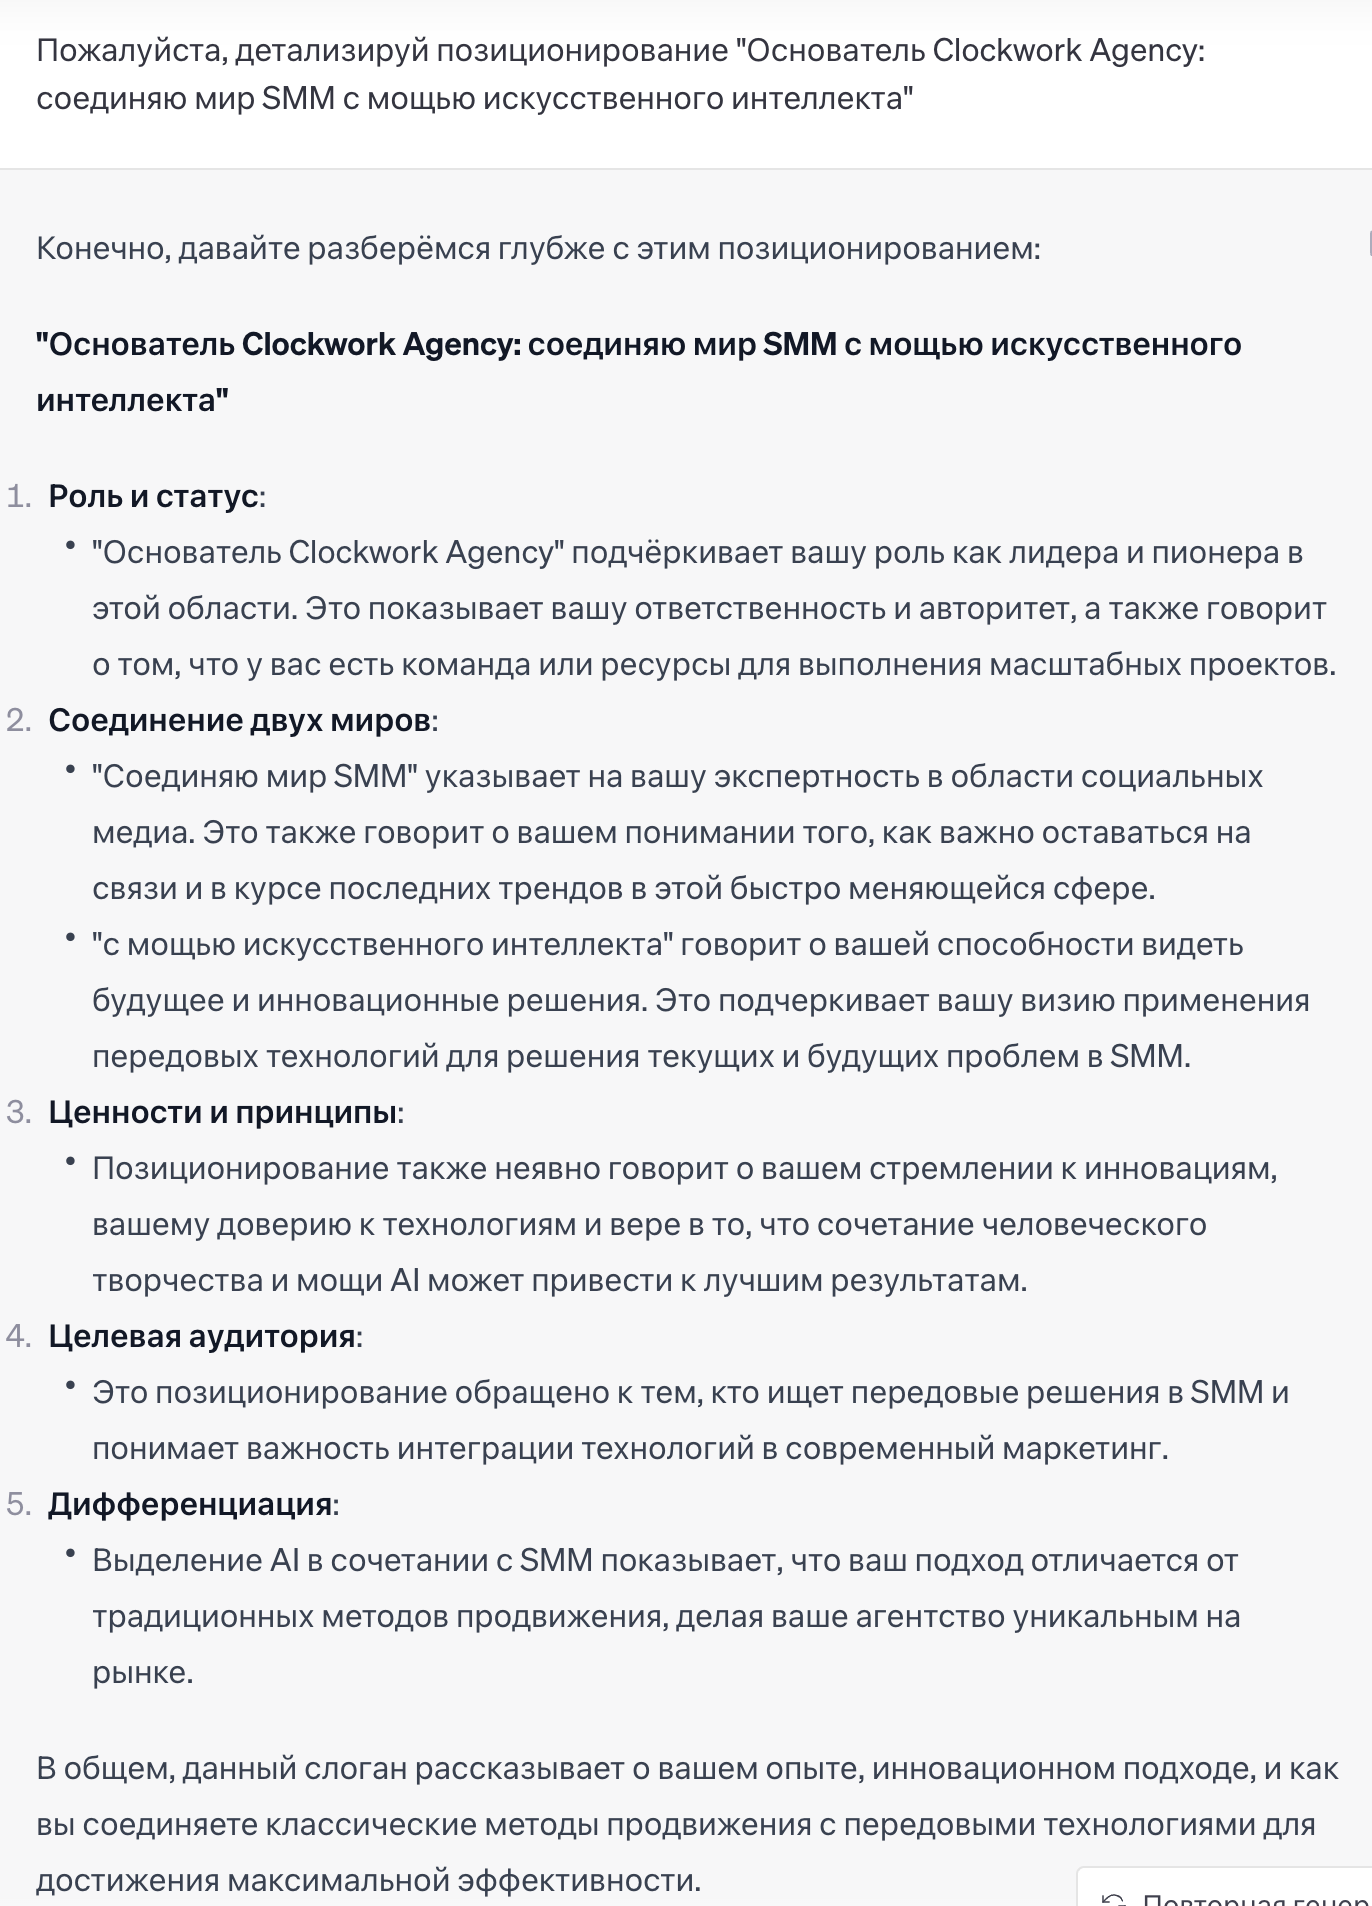 Пожалуйста, детализируй позиционирование "Основатель Clockwork Agency:
соединяю мир SMM с мощью искусственного интеллекта"
Конечно, давайте разберёмся глубже с этим позиционированием:
"Основатель Clockwork Agency: соединяю мир SMM с мощью искусственного
интеллекта"
1. Роль и статус:
• "Основатель Clockwork Agency" подчёркивает вашу роль как лидера и пионера в
этой области. Это показывает вашу ответственность и авторитет, а также говорит
о том, что у вас есть команда или ресурсы для выполнения масштабных проектов.
2. Соединение двух миров:
• "Соединяю мир SMM" указывает на вашу экспертность в области социальных
медиа. Это также говорит о вашем понимании того, как важно оставаться на
связи и в курсе последних трендов в этой быстро меняющейся сфере.
• "с мощью искусственного интеллекта" говорит о вашей способности видеть
будущее и инновационные решения. Это подчеркивает вашу визию применения
передовых технологий для решения текущих и будущих проблем в SMM.
3. Ценности и принципы:
• Позиционирование также неявно говорит о вашем стремлении к инновациям,
вашему доверию к технологиям и вере в то, что сочетание человеческого
творчества и мощи AI может привести к лучшим результатам.
4. Целевая аудитория:
• Это позиционирование обращено к тем, кто ищет передовые решения в SMM и
понимает важность интеграции технологий в современный маркетинг.
5. Дифференциация:
• Выделение AI в сочетании с SMM показывает, что ваш подход отличается от
традиционных методов продвижения, делая ваше агентство уникальным на
рынке.
В общем, данный слоган рассказывает о вашем опыте, инновационном подходе, и как
вы соединяете классические методы продвижения с передовыми технологиями для
достижения максимальной эффективности.
Повторная генер